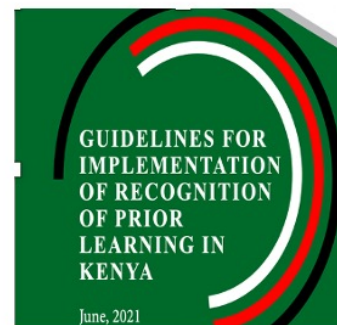 GUIDELINES FOR
IMPLEMENTATION
OF RECOGNITION
OF PRIOR
LEARNING IN
KENYA
June, 2021